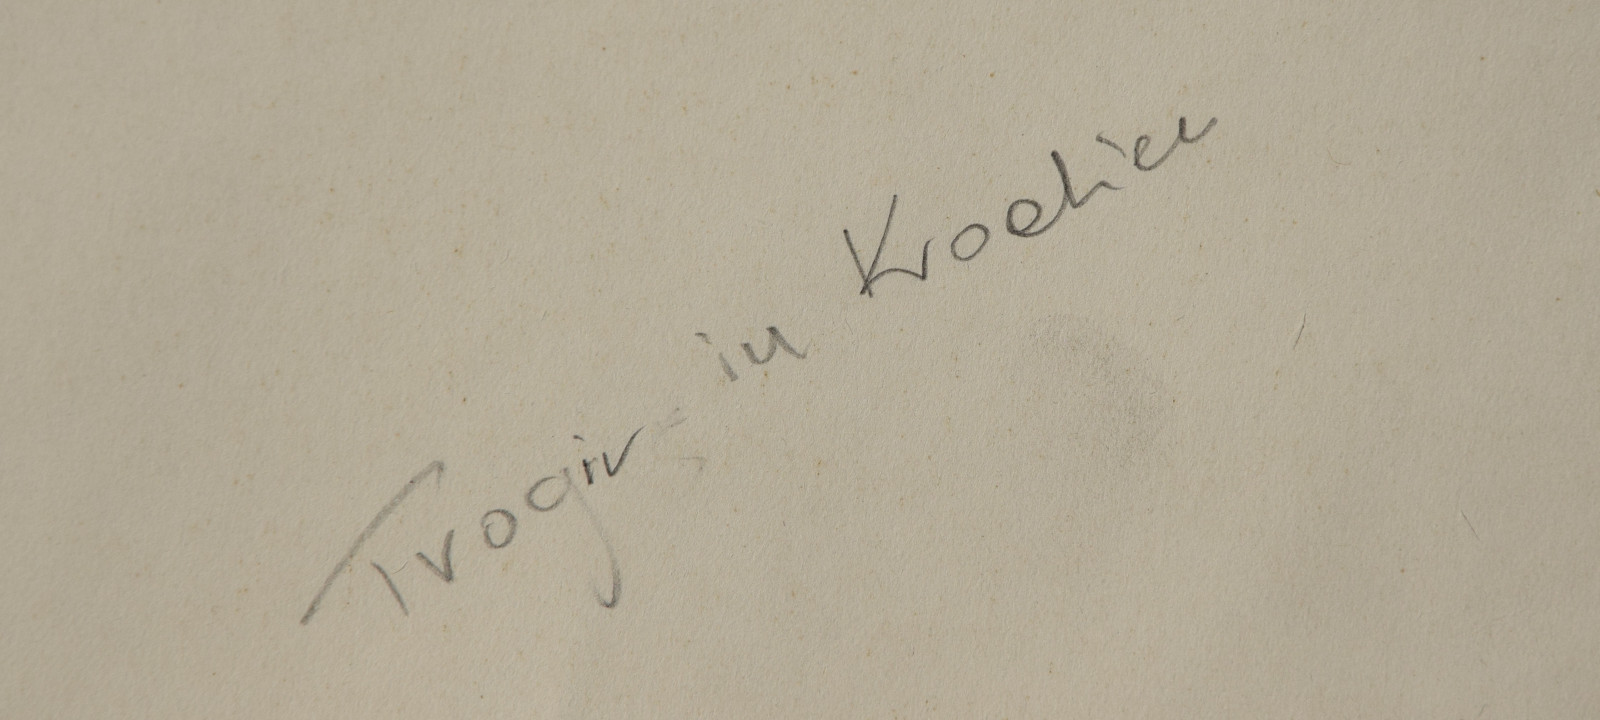 Trogir in Kroatien